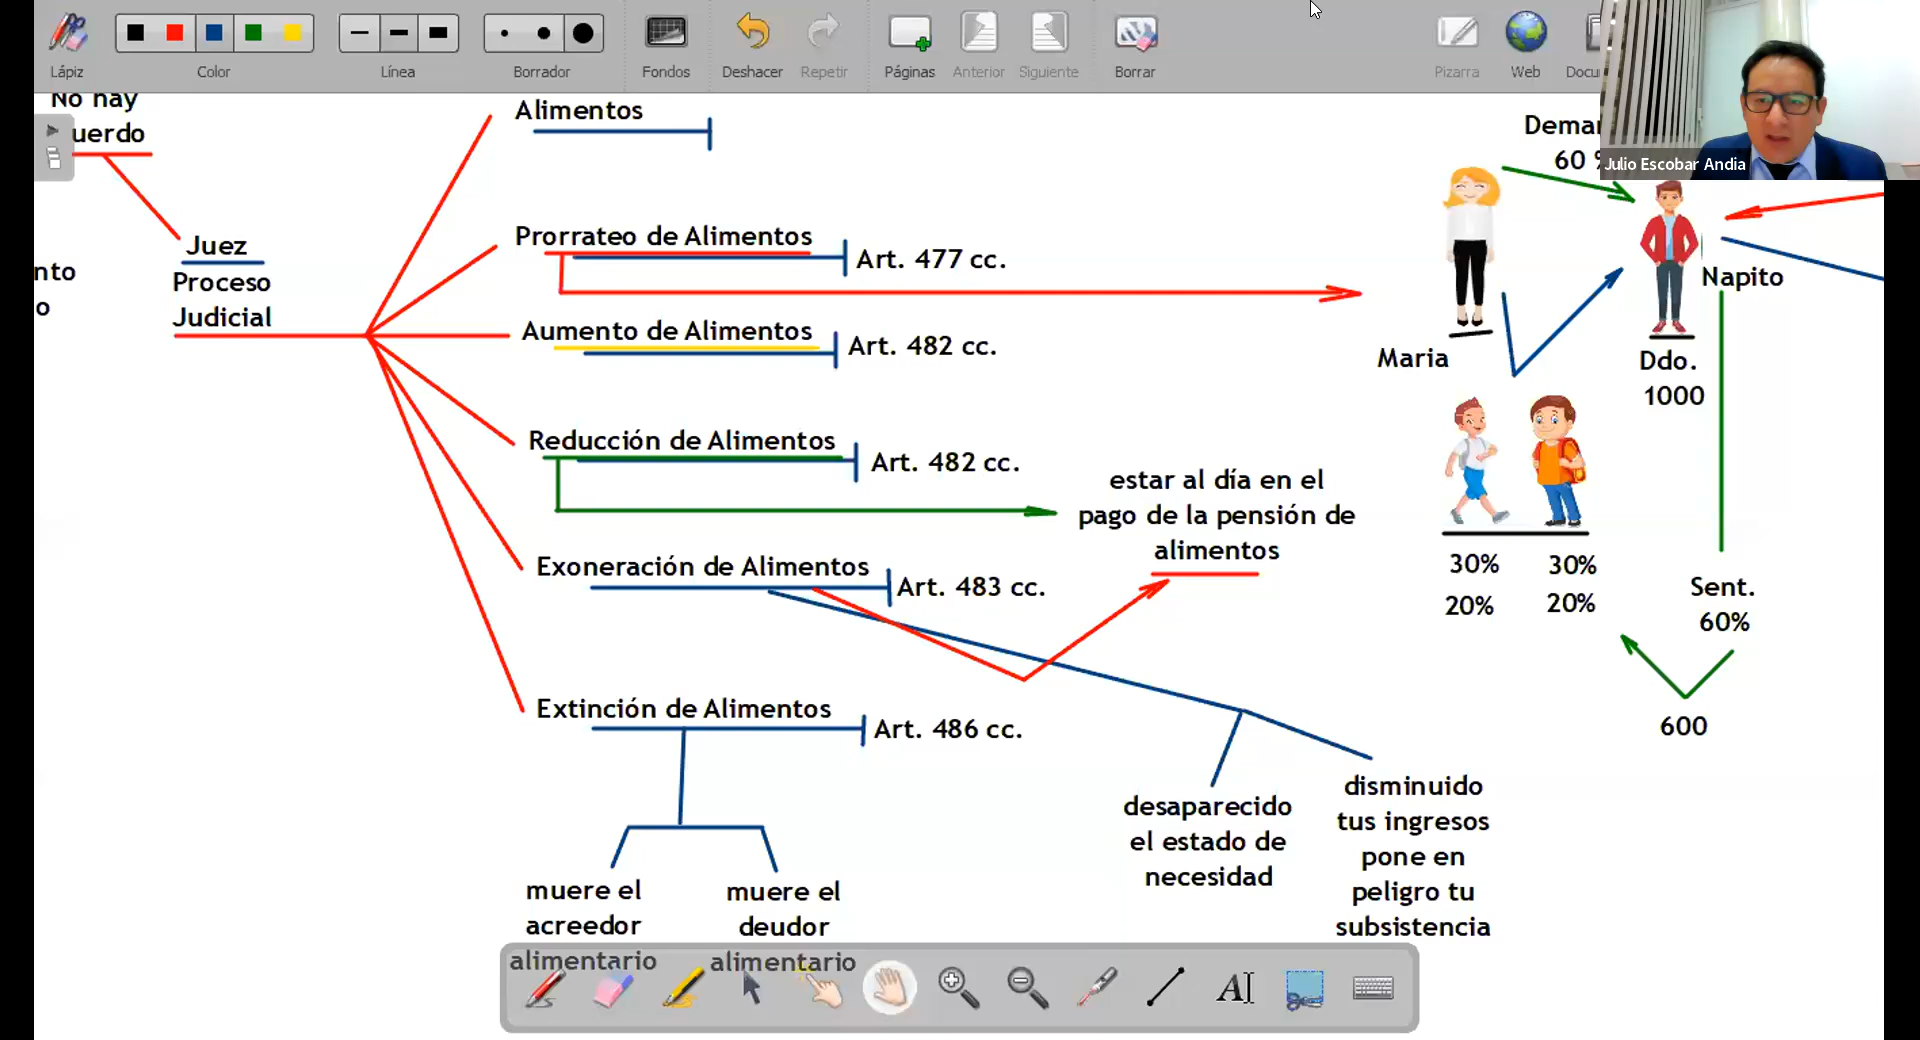 Lápiz
Color
Línea
Borrador
Fondos
Deshacer
Repetir
Páginas
Anterior
Siguiente
Borrar
Pizarra
Web
Julio Escobar Andia
No hay
uerdo
nto
o
Juez
Proceso
Judicial
Alimentos
Prorrateo de Alimentos
Art. 477 cc.
Aumento de Alimentos
Art. 482 cc.
Reducción de Alimentos
Art. 482 cc.
estar al día en el
pago de la pensión de
alimentos
Exoneración de Alimentos
Art. 483 cc.
Extinción de Alimentos
Art. 486 cc.
muere el
acreedor
alimentario
muere el
deudor
alimentario
desaparecido
el estado de
necesidad
disminuido
tus ingresos
pone en
peligro tu
subsistencia
60
Maria
Napito
Ddo.
1000
30% 30%
20% 20%
Sent.
60%
600